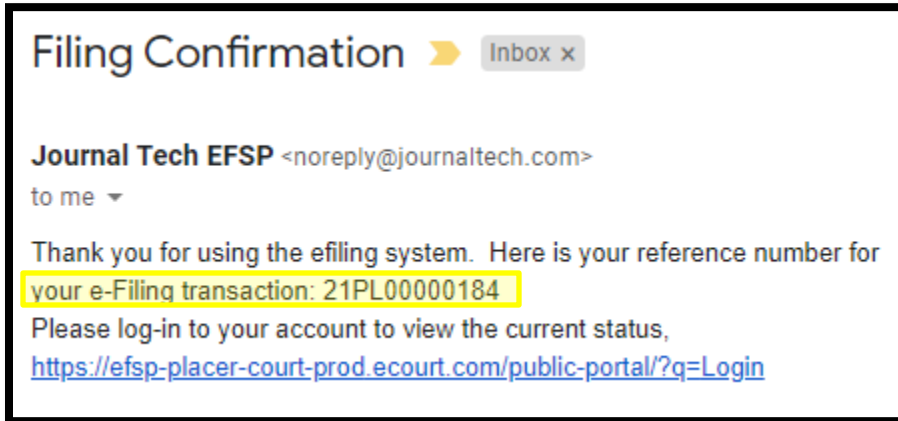 Filing Confirmation Inbox x
Journal Tech EFSP <noreply@journaltech.com>
to me
Thank you for using the efiling system. Here is your reference number for
your e-Filing transaction: 21PL00000184
Please log-in to your account to view the current status,
https://efsp-placer-court-prod.ecourt.com/public-portal/?q=Login